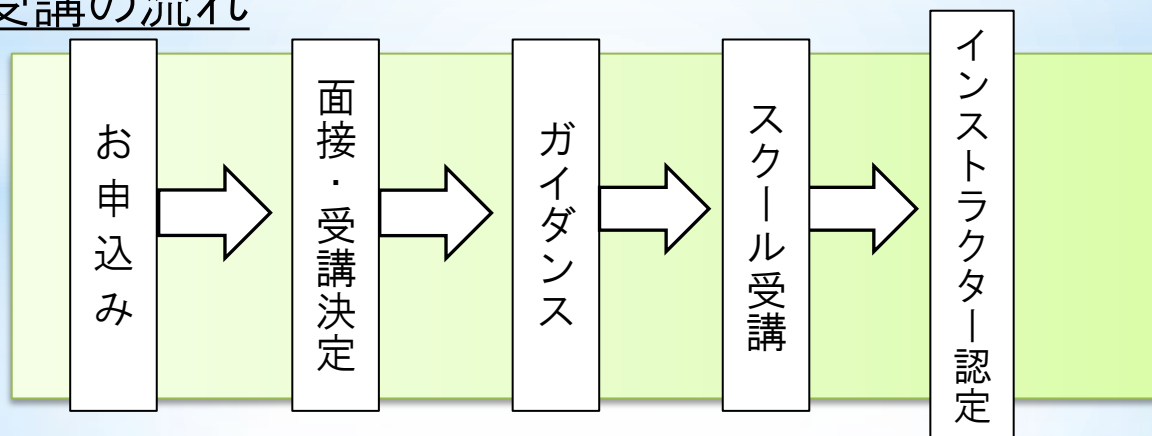 受講の流れ
お申込み
面接・受講決定
ガイダンス
スクール受講
インストラクター認定